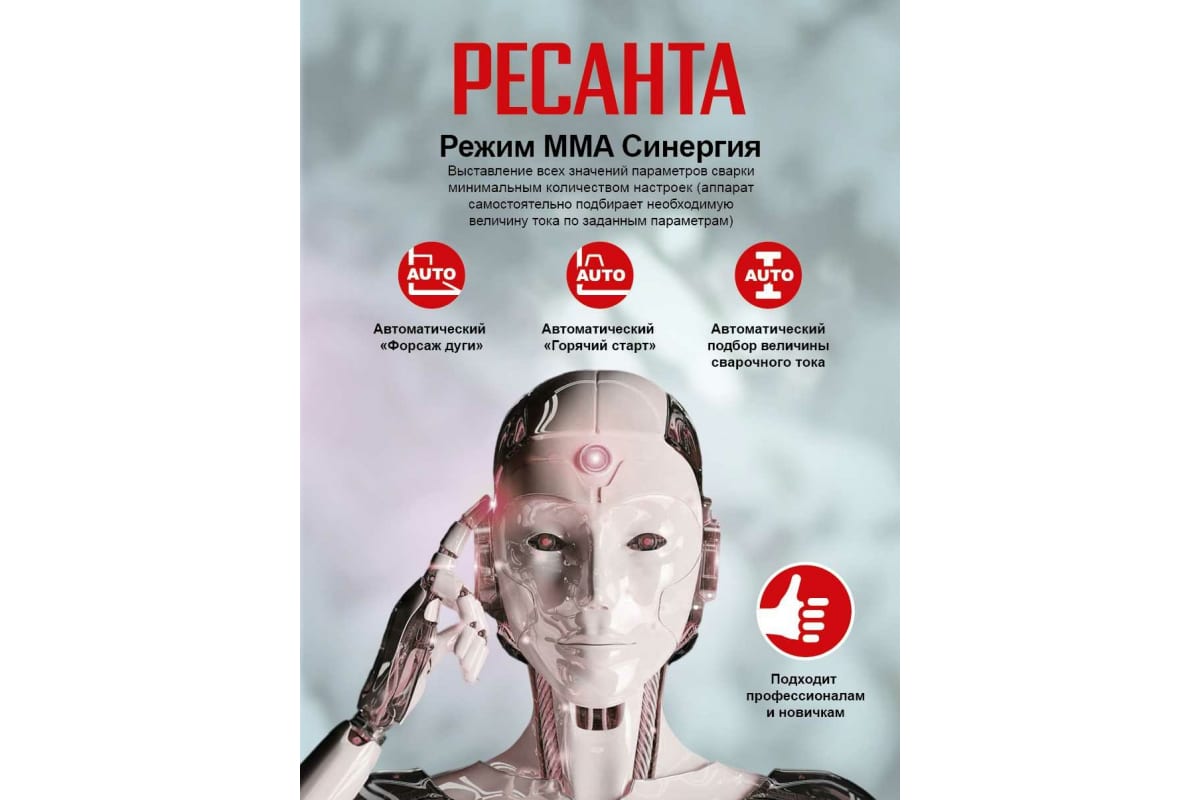 РЕСАНТА
Режим ММА Синергия
Выставление всех значений параметров сварки
минимальным количеством настроек (аппарат
самостоятельно подбирает необходимую
величину тока по заданным параметрам)
AUTO
AUTO
AUTO
Автоматический
«Форсаж дуги»
Автоматический
«Горячий старт»
Автоматический
подбор величины
сварочного тока
Подходит
профессионалам
и новичкам